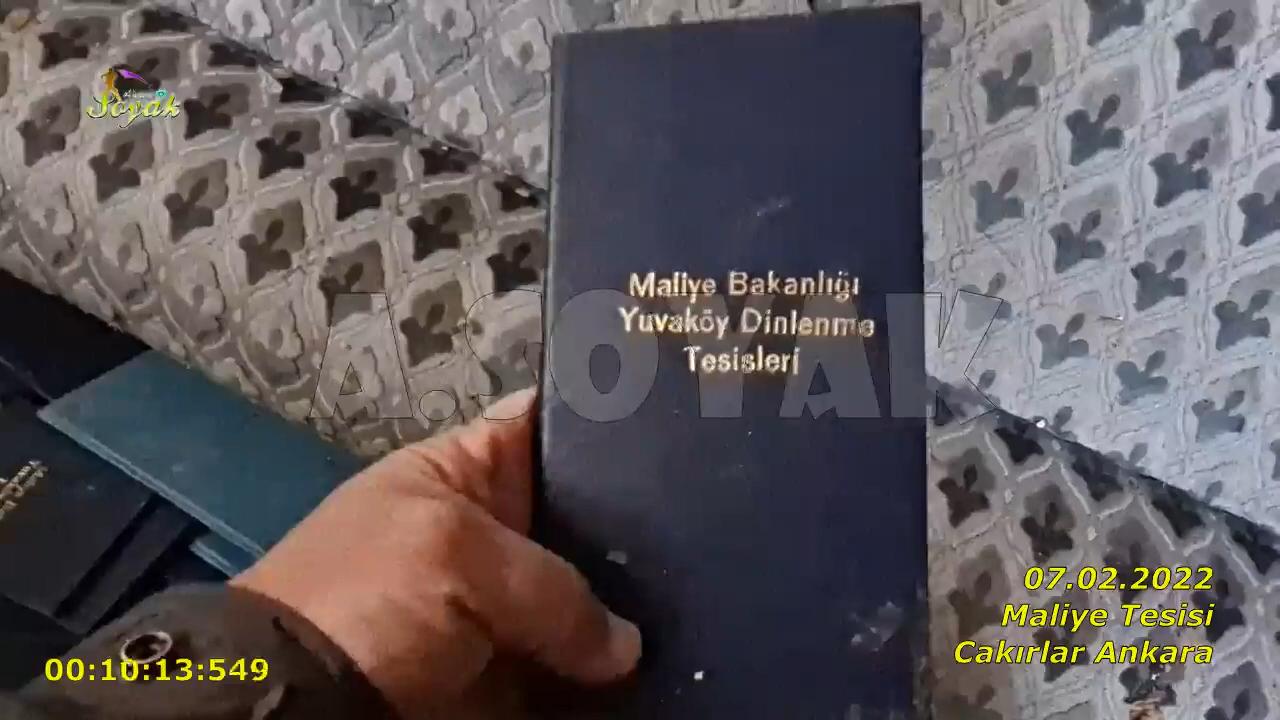 Soyak
Maliye Bakanlığı
Yuvaköy Dinlenme
Tesisleri
A.SOYAK
07.02.2022
Maliye Tesisi
Cakırlar Ankara
00:10:13:549